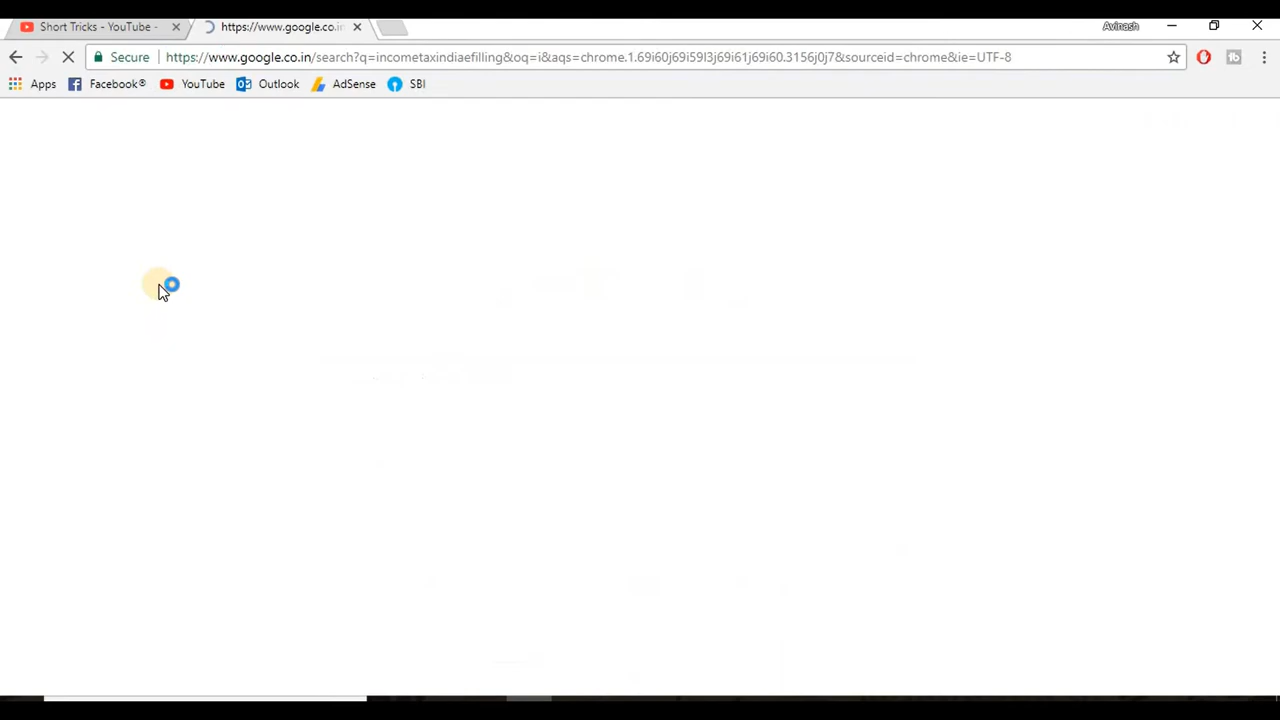 Short Tricks - YouTube -
https://www.google.co.in
Avinash
Secure
https://www.google.co.in/search?q=incometaxindiaefilling&oq=i&aqs=chrome.1.69i60j69i59l3j69i61j69i60.3156j0j7&sourceid=chrome&ie=UTF-8
Apps
Facebook®
YouTube
Outlook
AdSense
SBI